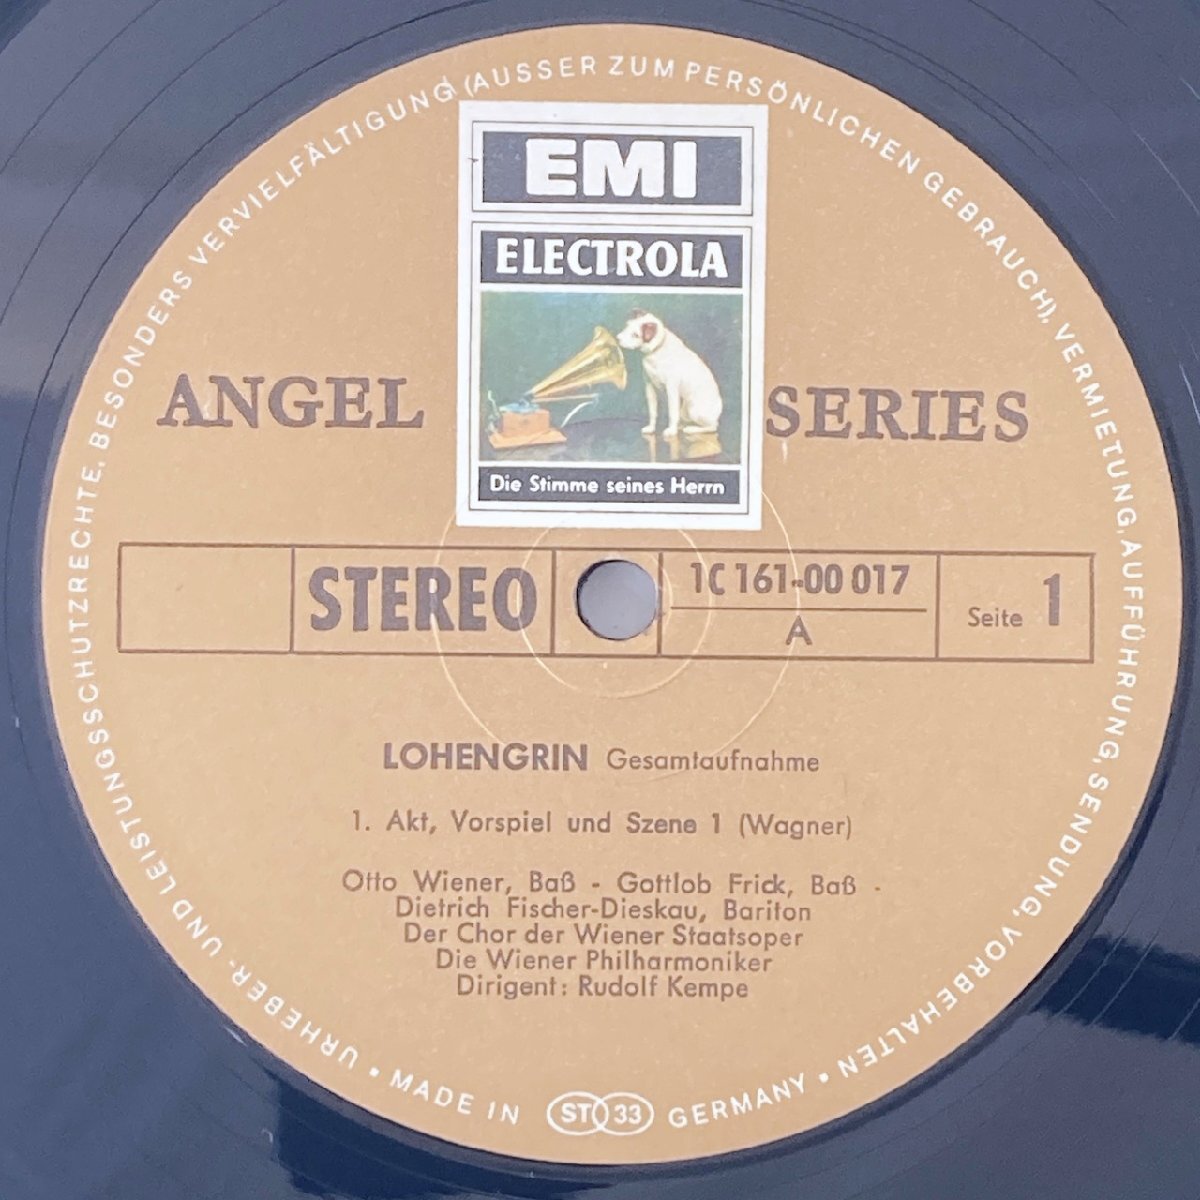 URHEBER- UND LEISTUNGSSCHUTZRECHTE, BESONDERS VERVIELFÄLTIGUNG (AUSSER ZUM PERSÖNLICHEN GEBRAUCH), VERMIETUNG, AUFFÜHRUNG, SENDUNG, VORBEHALTEN
EMI
ELECTROLA
ANGEL SERIES
Die Stimme seines Herrn
STEREO 1C 161-00 017 Seite 1
A
LOHENGRIN Gesamtaufnahme
1. Akt, Vorspiel und Szene 1 (Wagner)
Otto Wiener, Baß - Gottlob Frick, Baß -
Dietrich Fischer-Dieskau, Bariton
Der Chor der Wiener Staatsoper
Die Wiener Philharmoniker
Dirigent: Rudolf Kempe
• MADE IN ST 33 GERMANY •